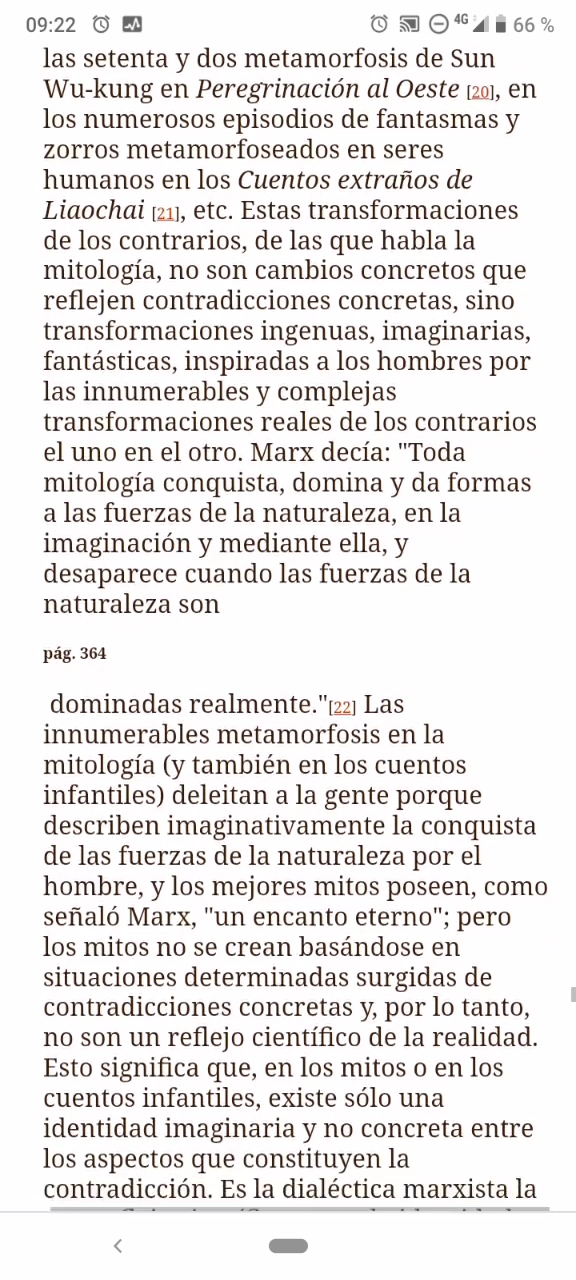 09:22 4G 66 %
las setenta y dos metamorfosis de Sun
Wu-kung en Peregrinación al Oeste [20], en
los numerosos episodios de fantasmas y
zorros metamorfoseados en seres
humanos en los Cuentos extraños de
Liaochai [21], etc. Estas transformaciones
de los contrarios, de las que habla la
mitología, no son cambios concretos que
reflejen contradicciones concretas, sino
transformaciones ingenuas, imaginarias,
fantásticas, inspiradas a los hombres por
las innumerables y complejas
transformaciones reales de los contrarios
el uno en el otro. Marx decía: "Toda
mitología conquista, domina y da formas
a las fuerzas de la naturaleza, en la
imaginación y mediante ella, y
desaparece cuando las fuerzas de la
naturaleza son
pág. 364
dominadas realmente."[22] Las
innumerables metamorfosis en la
mitología (y también en los cuentos
infantiles) deleitan a la gente porque
describen imaginativamente la conquista
de las fuerzas de la naturaleza por el
hombre, y los mejores mitos poseen, como
señaló Marx, "un encanto eterno"; pero
los mitos no se crean basándose en
situaciones determinadas surgidas de
contradicciones concretas y, por lo tanto,
no son un reflejo científico de la realidad.
Esto significa que, en los mitos o en los
cuentos infantiles, existe sólo una
identidad imaginaria y no concreta entre
los aspectos que constituyen la
contradicción. Es la dialéctica marxista la